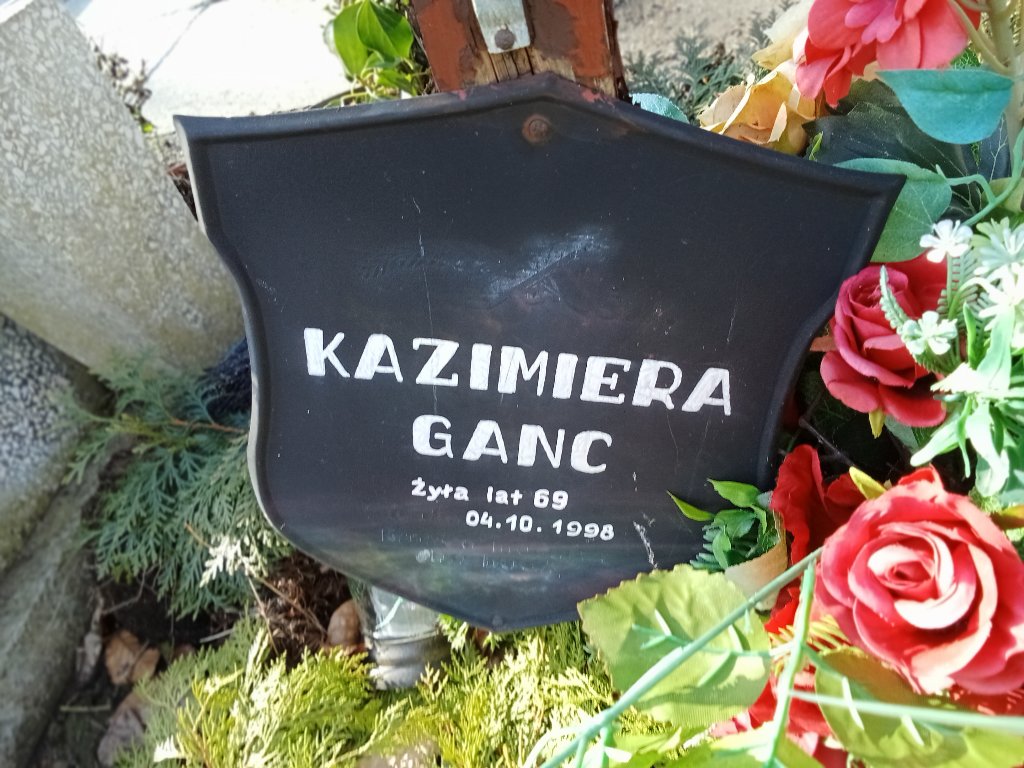 KAZIMIERA
GANC
Żyła lat 69
04.10.1998